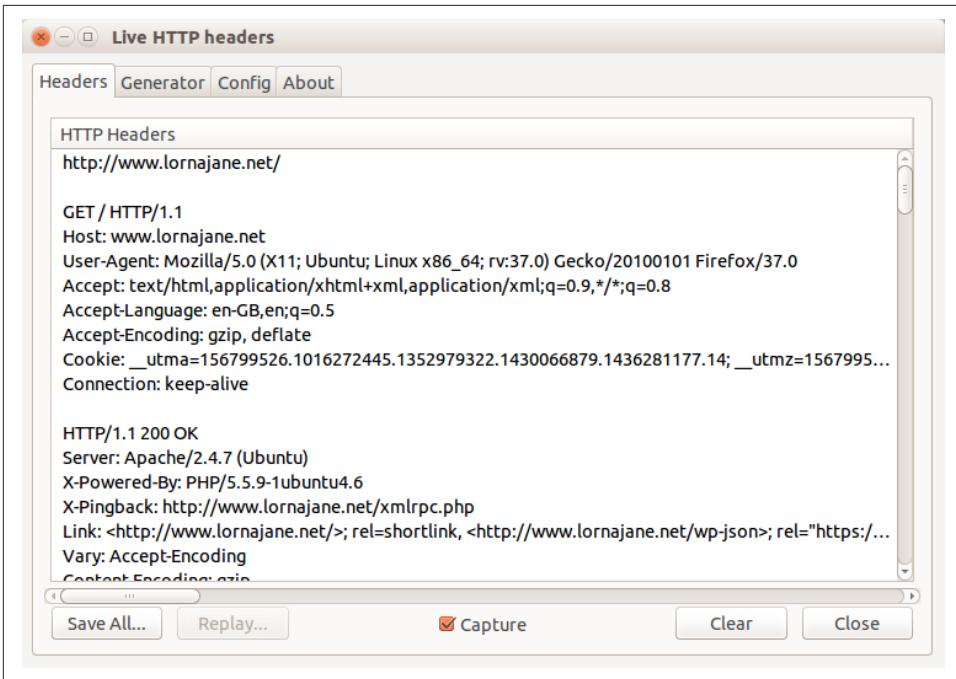 Live HTTP headers
Headers Generator Config About
HTTP Headers
http://www.lornajane.net/
GET / HTTP/1.1
Host: www.lornajane.net
User-Agent: Mozilla/5.0 (X11; Ubuntu; Linux x86_64; rv:37.0) Gecko/20100101 Firefox/37.0
Accept: text/html,application/xhtml+xml,application/xml;q=0.9,*/*;q=0.8
Accept-Language: en-GB,en;q=0.5
Accept-Encoding: gzip, deflate
Cookie: __utma=156799526.1016272445.1352979322.1430066879.1436281177.14; __utmz=1567995...
Connection: keep-alive
HTTP/1.1 200 OK
Server: Apache/2.4.7 (Ubuntu)
X-Powered-By: PHP/5.5.9-1ubuntu4.6
X-Pingback: http://www.lornajane.net/xmlrpc.php
Link: <http://www.lornajane.net/>; rel=shortlink, <http://www.lornajane.net/wp-json>; rel="https:/...
Vary: Accept-Encoding
Content-Encoding: gzip
Save All... Replay... Capture Clear Close